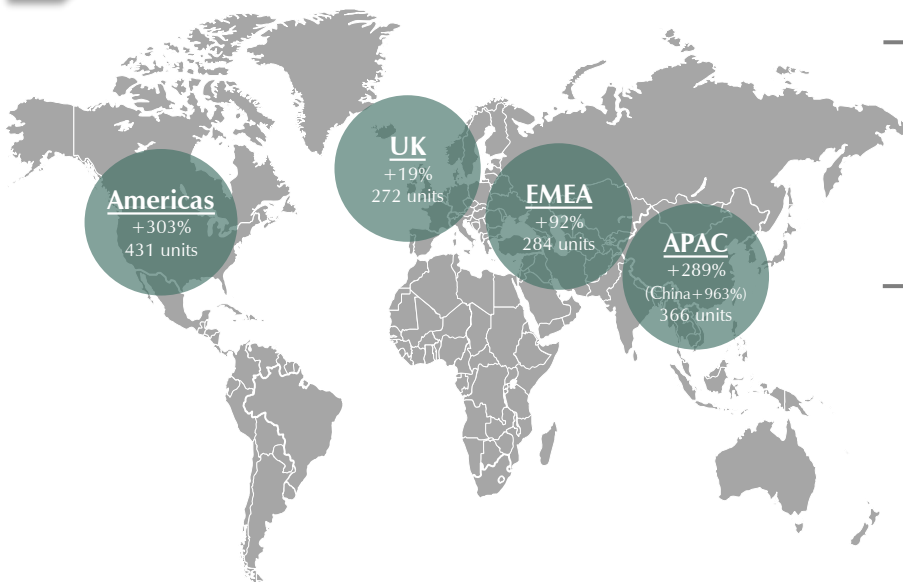 Americas
+303%
431 units
UK
+19%
272 units
EMEA
+92%
284 units
APAC
+289%
(China+963%)
366 units